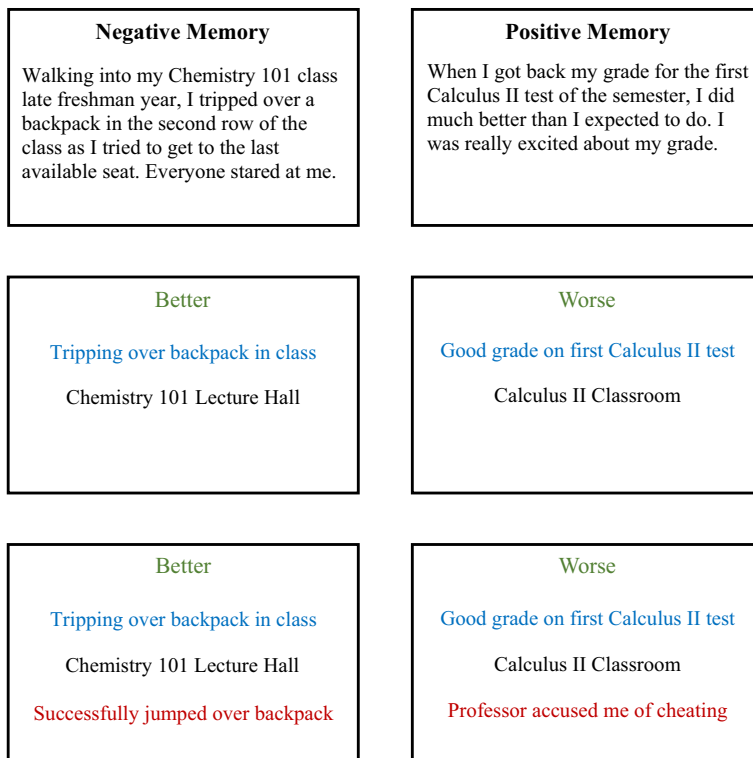 Negative Memory
Walking into my Chemistry 101 class
late freshman year, I tripped over a
backpack in the second row of the
class as I tried to get to the last
available seat. Everyone stared at me.
Positive Memory
When I got back my grade for the first
Calculus II test of the semester, I did
much better than I expected to do. I
was really excited about my grade.
Better
Tripping over backpack in class
Chemistry 101 Lecture Hall
Worse
Good grade on first Calculus II test
Calculus II Classroom
Better
Tripping over backpack in class
Chemistry 101 Lecture Hall
Successfully jumped over backpack
Worse
Good grade on first Calculus II test
Calculus II Classroom
Professor accused me of cheating